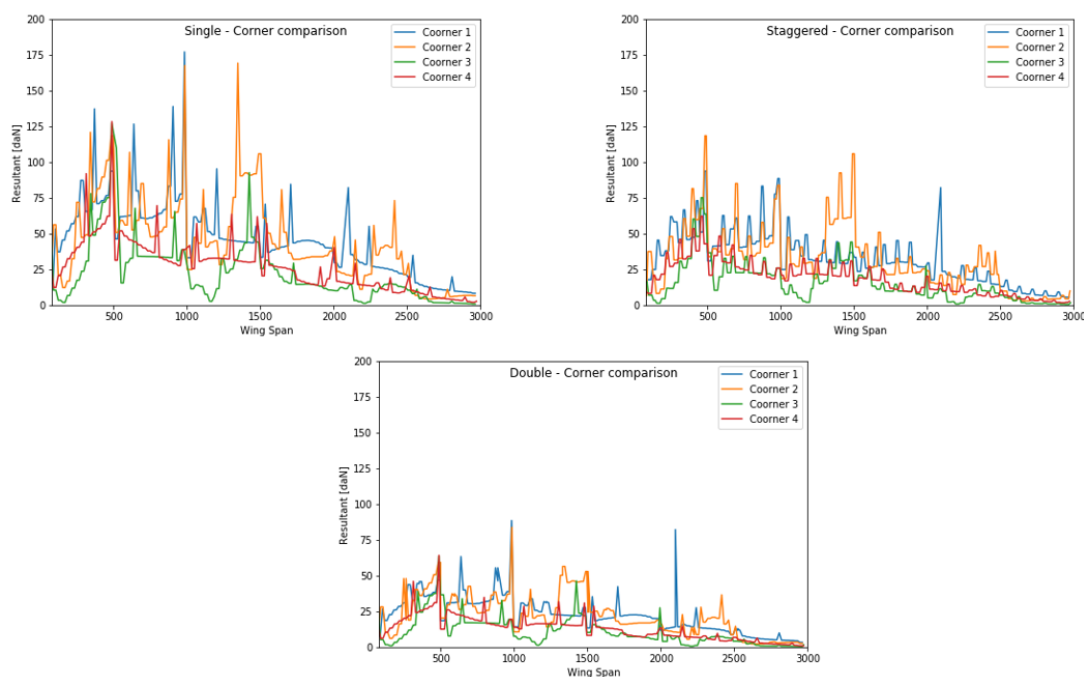 Single - Corner comparison
Coorner 1
Coorner 2
Coorner 3
Coorner 4
Resultant [daN]
200
175
150
125
100
75
50
25
0
500
1000
1500
2000
2500
3000
Wing Span
Staggered - Corner comparison
Coorner 1
Coorner 2
Coorner 3
Coorner 4
Resultant [daN]
200
175
150
125
100
75
50
25
0
500
1000
1500
2000
2500
3000
Wing Span
Double - Corner comparison
Coorner 1
Coorner 2
Coorner 3
Coorner 4
Resultant [daN]
200
175
150
125
100
75
50
25
0
500
1000
1500
2000
2500
3000
Wing Span